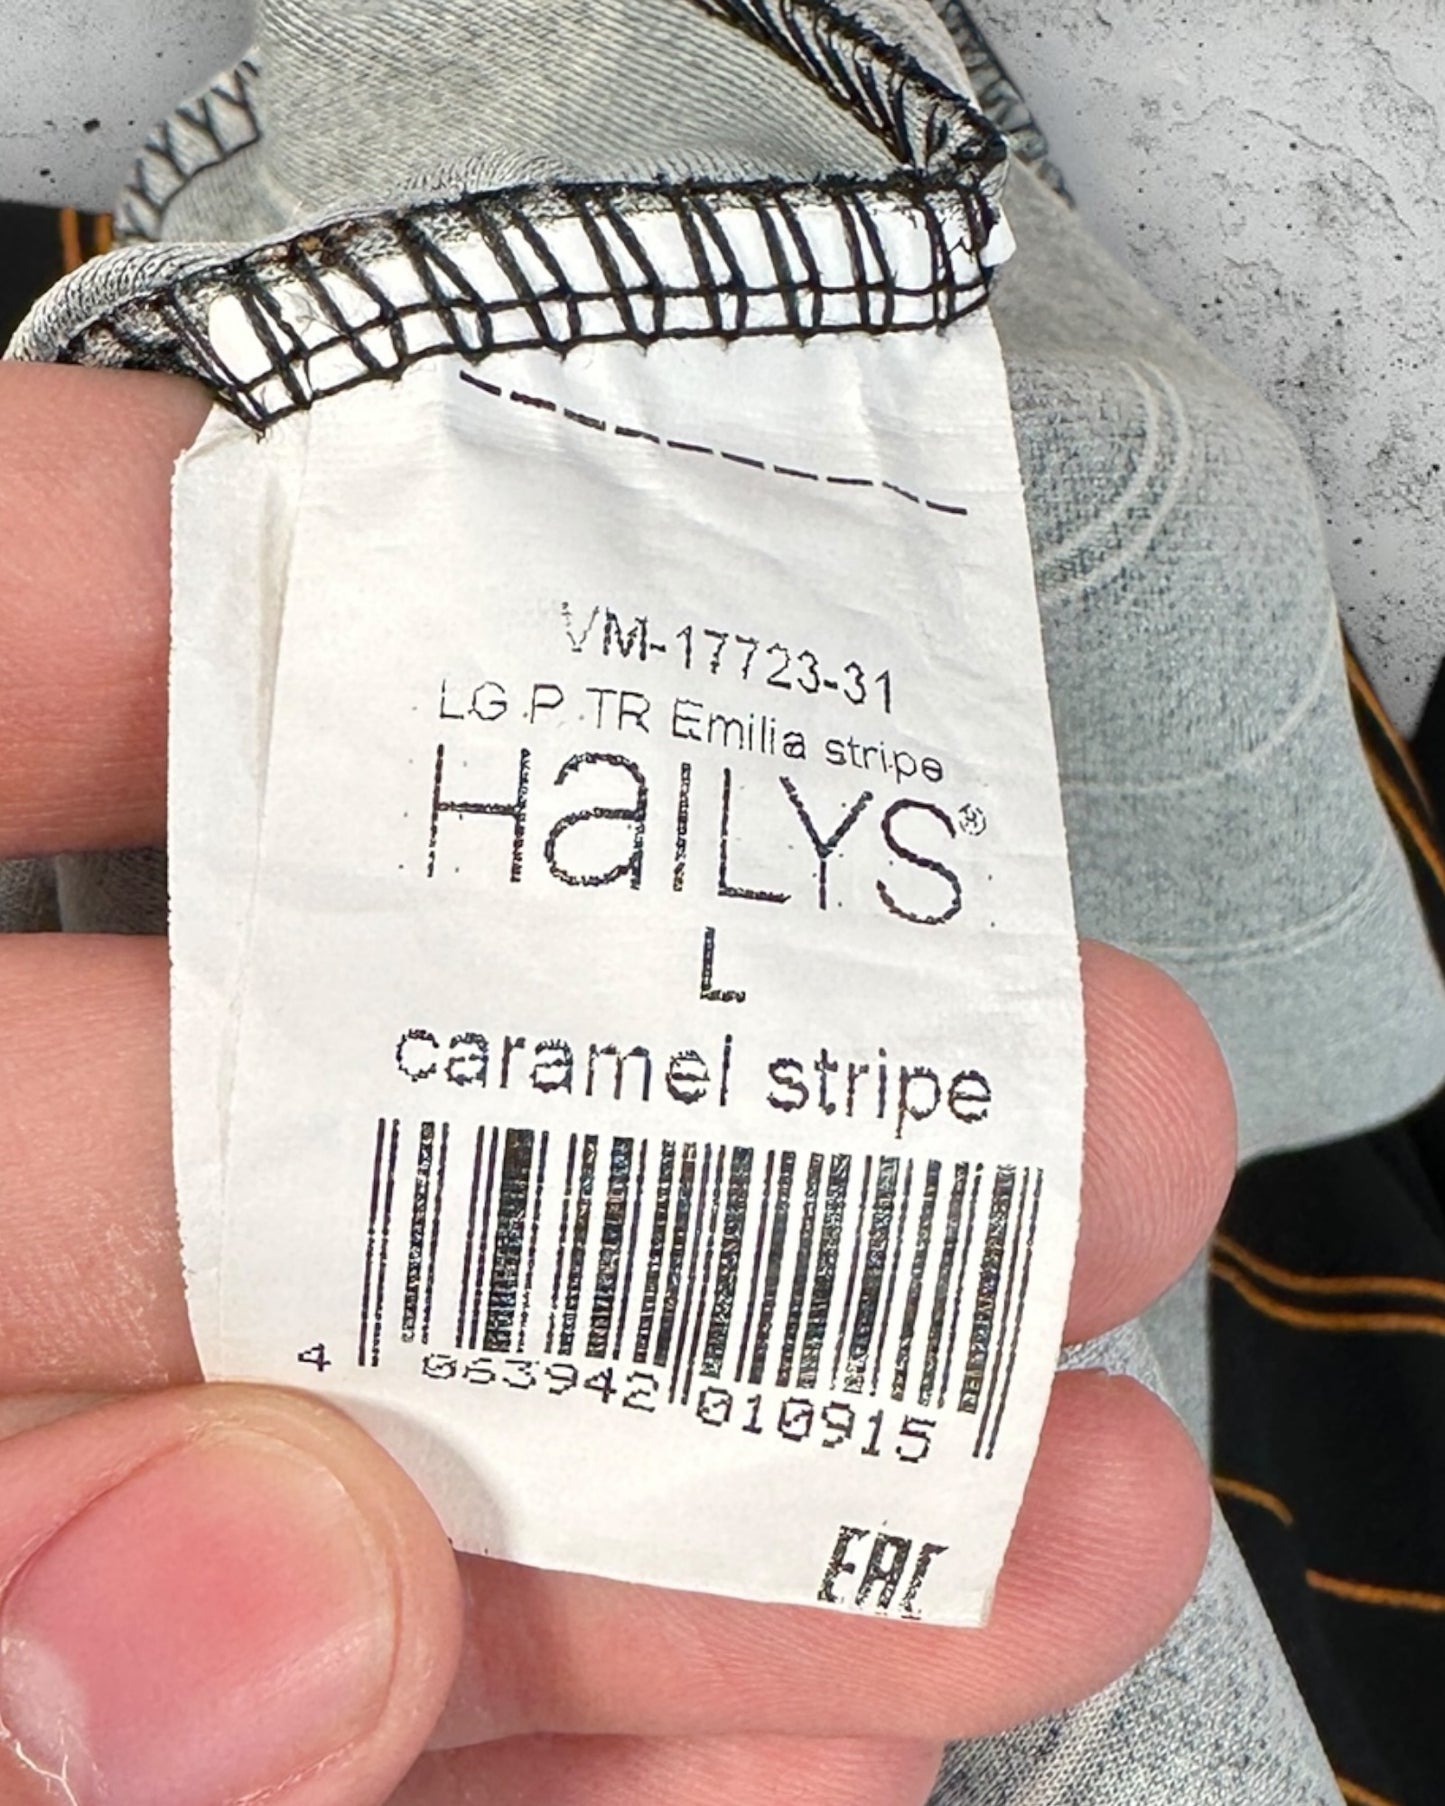 VM-17723-31
LG P TR Emilia stripe
HaILYS®
L
caramel stripe
4 063942 010915
EAC